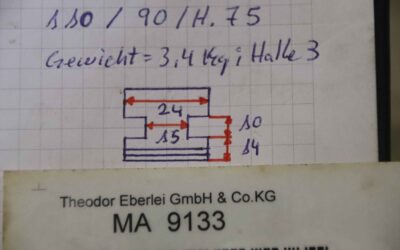 110 / 90 / H. 75
Gewicht = 3,4 Kg ; Halle 3
24
15
10
14
Theodor Eberlei GmbH & Co.KG
MA 9133